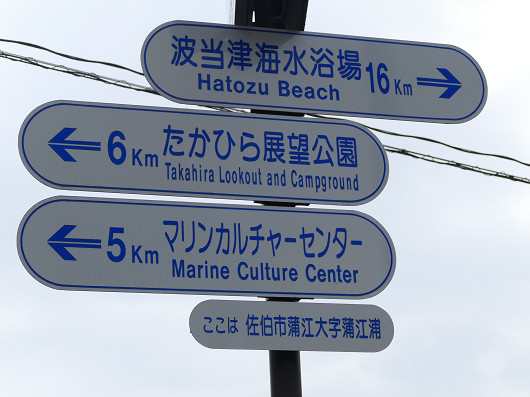 波当津海水浴場 16 Km
Hatozu Beach
6 Km たかひら展望公園
Takahira Lookout and Campground
5 Km マリンカルチャーセンター
Marine Culture Center
ここは 佐伯市蒲江大字蒲江浦